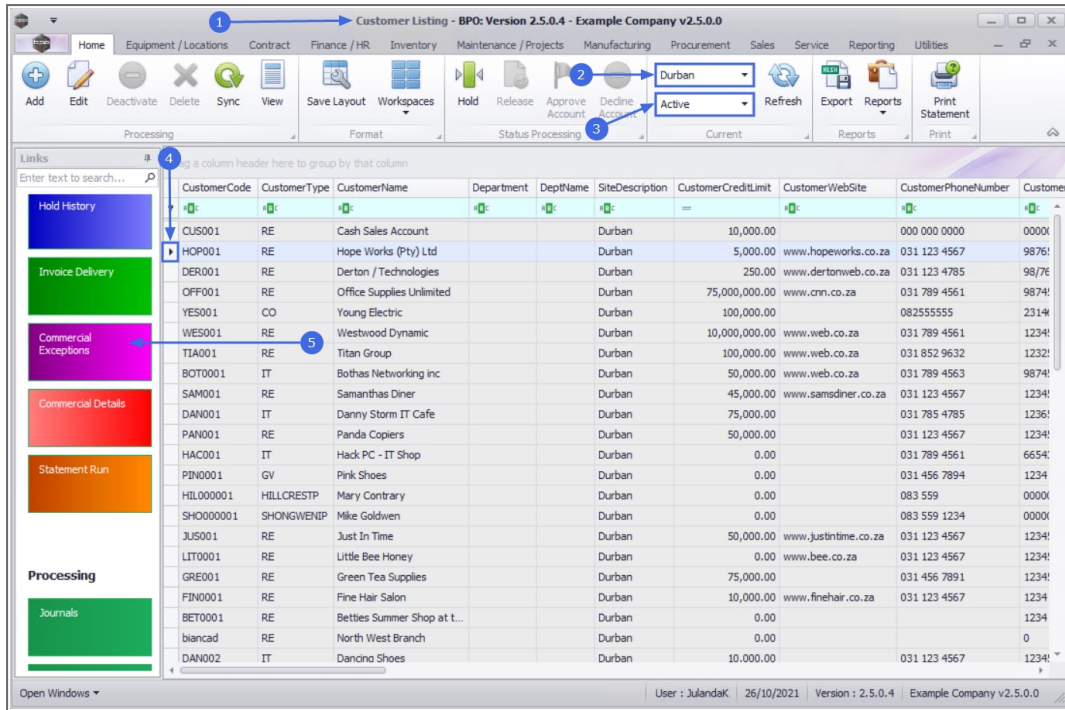 1
Customer Listing - BPO: Version 2.5.0.4 - Example Company v2.5.0.0
Home Equipment / Locations Contract Finance / HR Inventory Maintenance / Projects Manufacturing Procurement Sales Service Reporting Utilities
Add Edit Deactivate Delete Sync View Save Layout Workspaces Hold Release Approve Account Decline Account
2 Durban
3 Active
Refresh Export Reports Print Statement
Processing Format Status Processing Current Reports Print
Links
Enter text to search...
4
g a column header here to group by that column
CustomerCode CustomerType CustomerName Department DeptName SiteDescription CustomerCreditLimit CustomerWebSite CustomerPhoneNumber Customer
CUS001 RE Cash Sales Account Durban 10,000.00 000 000 0000
HOP001 RE Hope Works (Pty) Ltd Durban 5,000.00 www.hopeworks.co.za 031 123 4567
DER001 RE Derton / Technologies Durban 250.00 www.dertonweb.co.za 031 123 4785 98/76
OFF001 RE Office Supplies Unlimited Durban 75,000,000.00 www.cnn.co.za 031 789 4561
YES001 CO Young Electric Durban 100,000.00 082555555
WES001 RE Westwood Dynamic Durban 10,000,000.00 www.web.co.za 031 789 4561
TIA001 RE Titan Group Durban 100,000.00 www.web.co.za 031 852 9632
BOT0001 IT Bothas Networking inc Durban 50,000.00 www.web.co.za 031 789 4563
SAM001 RE Samanthas Diner Durban 45,000.00 www.samsdiner.co.za 031 123 4567
DAN001 IT Danny Storm IT Cafe Durban 75,000.00 031 785 4785
PAN001 RE Panda Copiers Durban 50,000.00 031 123 4567
HAC001 IT Hack PC - IT Shop Durban 0.00 031 789 4561
PIN0001 GV Pink Shoes Durban 0.00 031 456 7894 1234
HIL000001 HILLCRESTP Mary Contrary Durban 0.00 083 559
SHO000001 SHONGWENIP Mike Goldwen Durban 0.00 083 559 1234
JUS001 RE Just In Time Durban 50,000.00 www.justintime.co.za 031 123 4567
LIT0001 RE Little Bee Honey Durban 0.00 www.bee.co.za 031 123 4567
GRE001 RE Green Tea Supplies Durban 75,000.00 031 456 7891
FIN0001 RE Fine Hair Salon Durban 10,000.00 www.finehair.co.za 031 123 4567 1234
BET0001 RE Betties Summer Shop at t... Durban 0.00 1234
biancad RE North West Branch Durban 0.00 0
DAN002 IT Dancing Shoes Durban 10,000.00 031 123 4567
Hold History
Invoice Delivery
Commercial
Exceptions
5
Commercial Details
Statement Run
Processing
Journals
Open Windows User : JulandaK 26/10/2021 Version : 2.5.0.4 Example Company v2.5.0.0